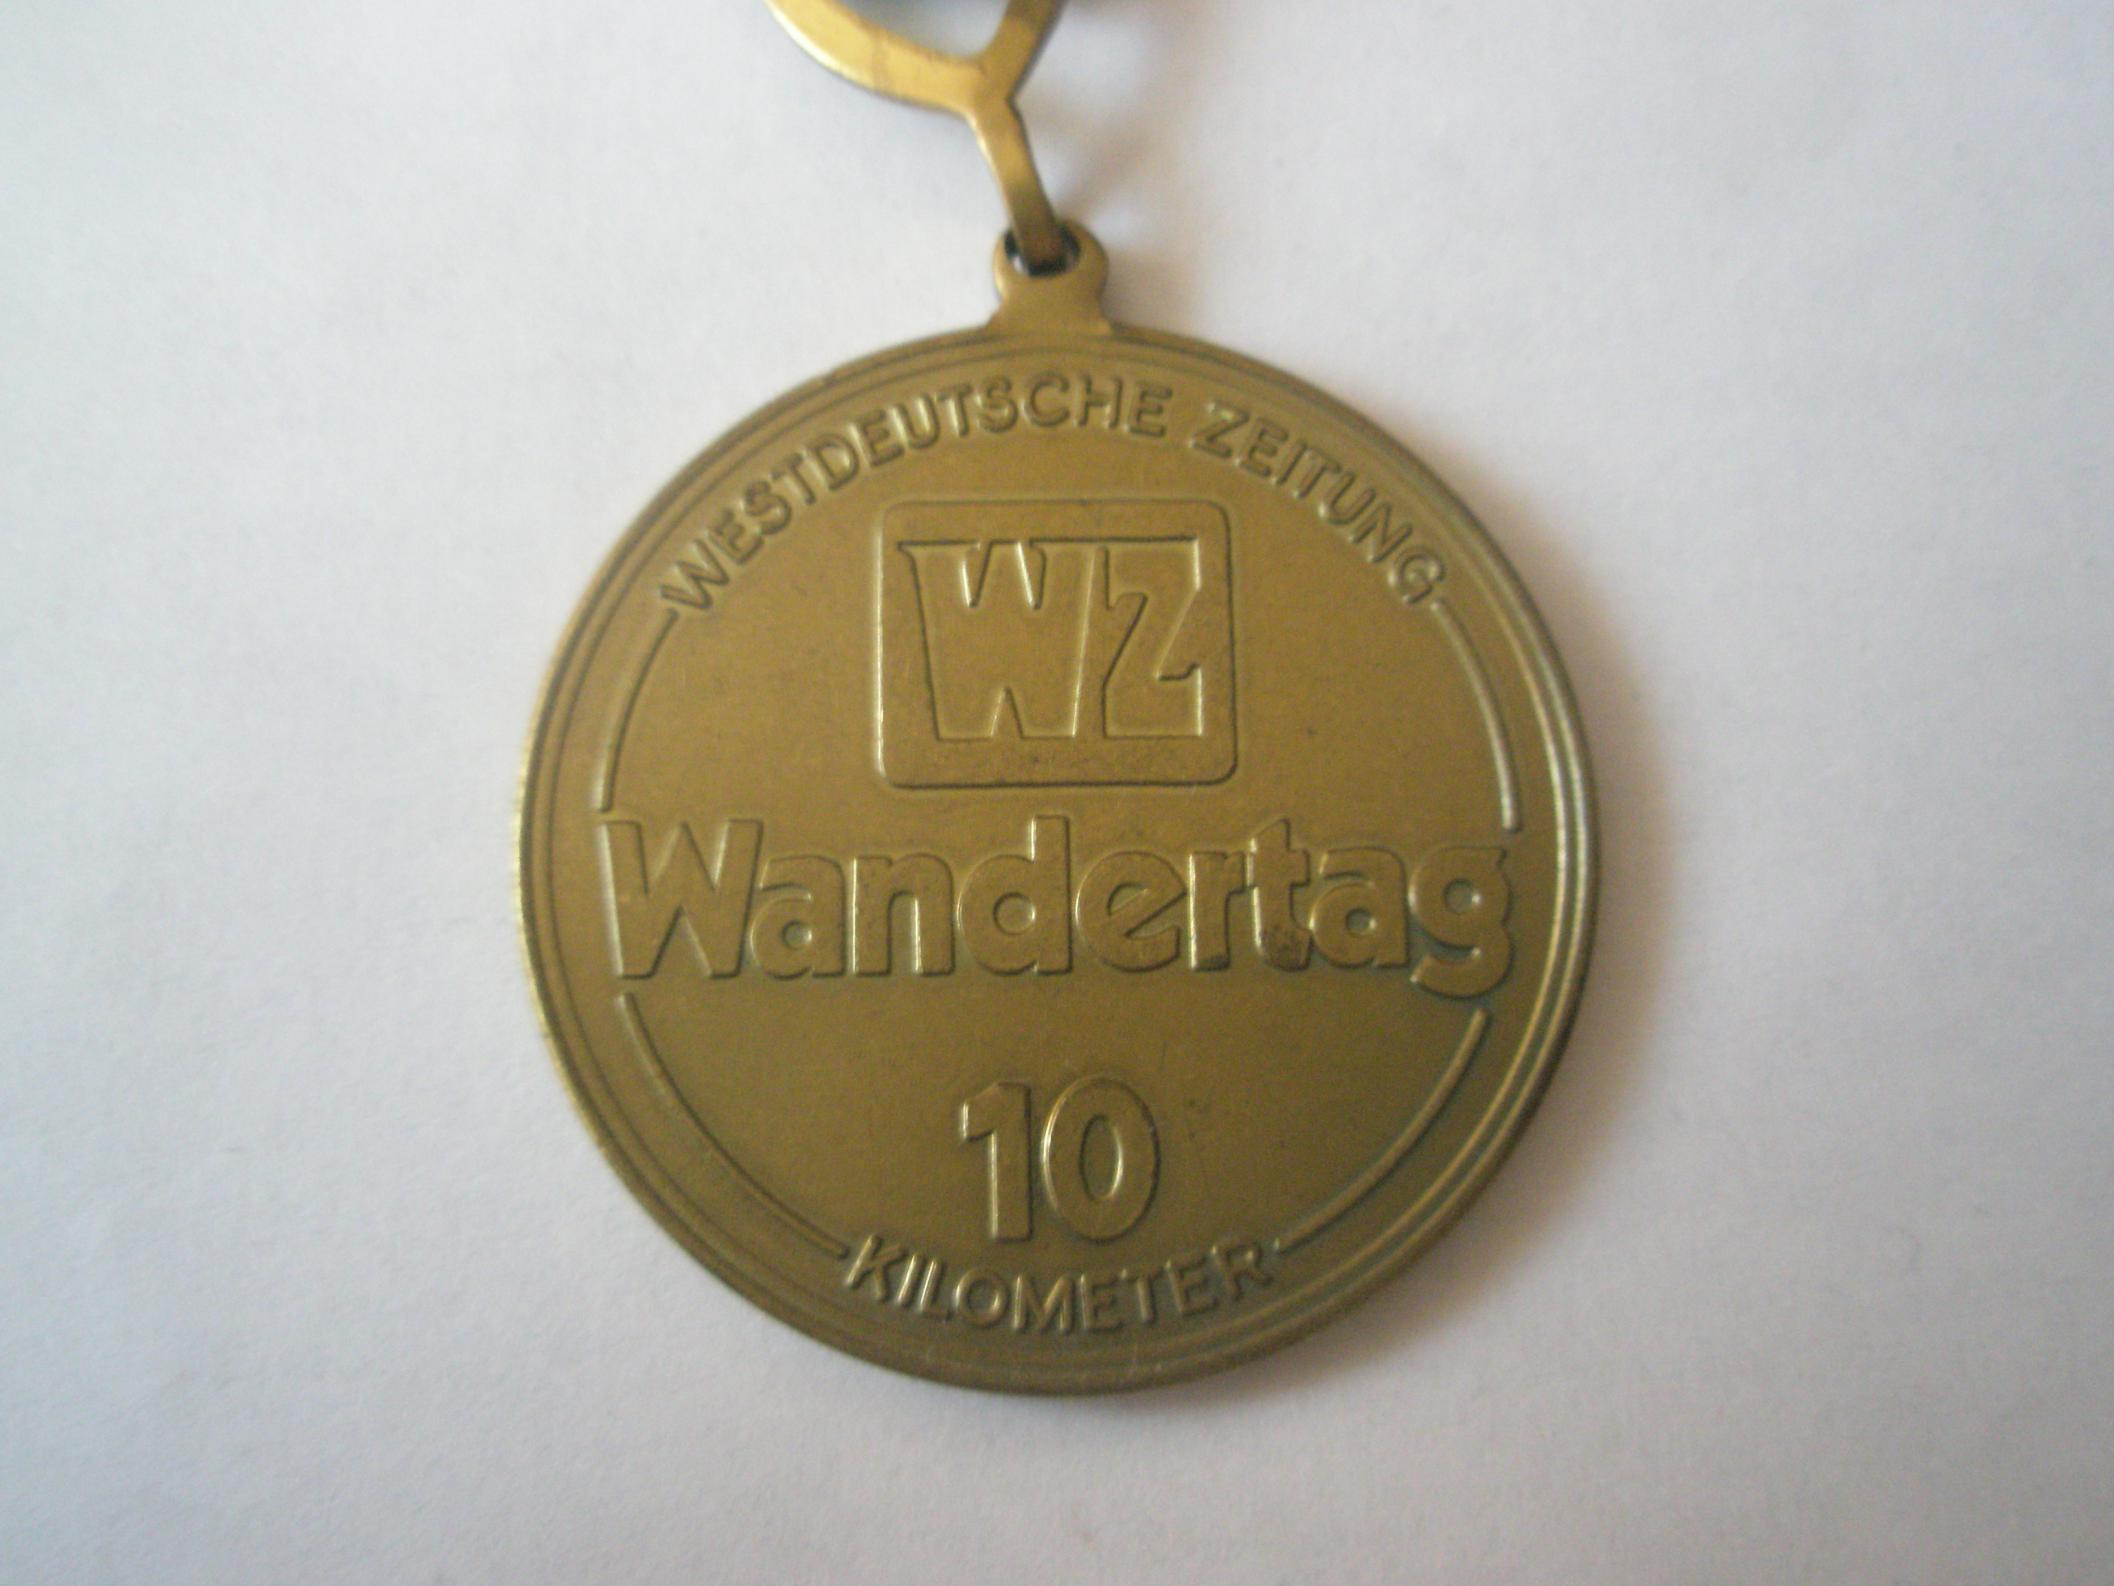 WESTDEUTSCHE ZEITUNG
WZ
Wandertag
10
KILOMETER